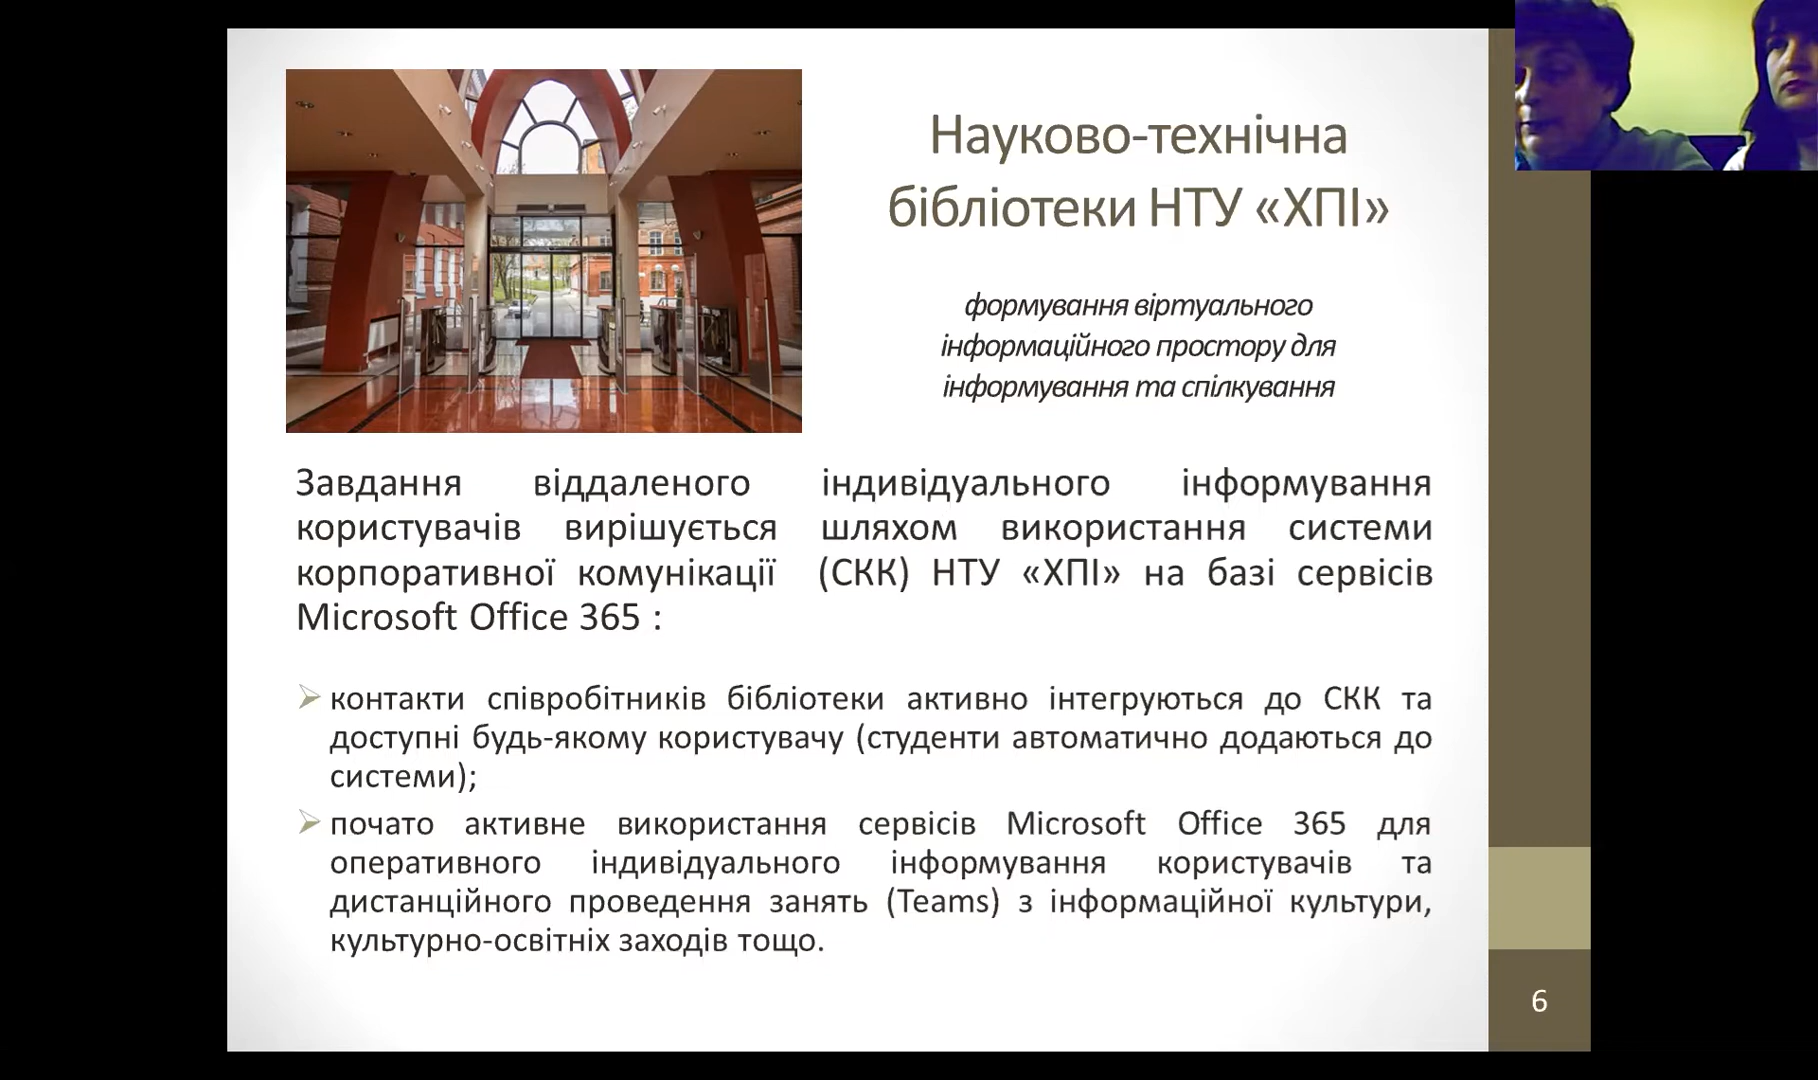 Науково-технічна
бібліотеки НТУ «ХПІ»
формування віртуального
інформаційного простору для
інформування та спілкування
Завдання віддаленого індивідуального інформування
користувачів вирішується шляхом використання системи
корпоративної комунікації (СКК) НТУ «ХПІ» на базі сервісів
Microsoft Office 365 :
контакти співробітників бібліотеки активно інтегруються до СКК та
доступні будь-якому користувачу (студенти автоматично додаються до
системи);
почато активне використання сервісів Microsoft Office 365 для
оперативного індивідуального інформування користувачів та
дистанційного проведення занять (Teams) з інформаційної культури,
культурно-освітніх заходів тощо.
6